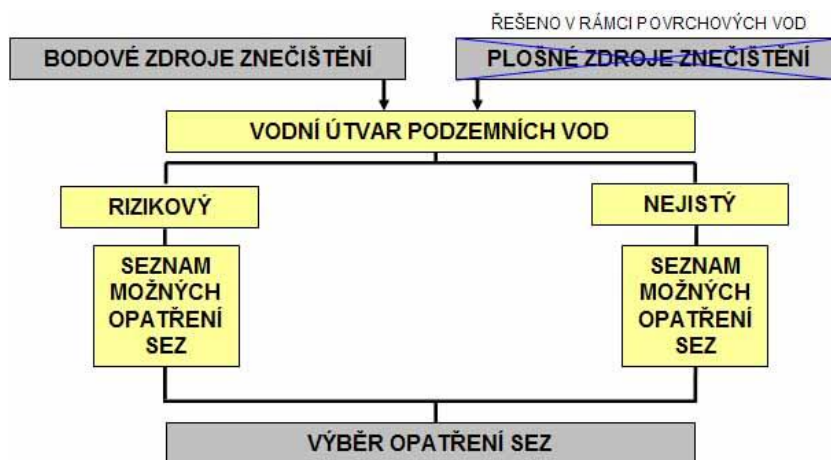 ŘEŠENO V RÁMCI POVRCHOVÝCH VOD
BODOVÉ ZDROJE ZNEČIŠTĚNÍ
PLOŠNÉ ZDROJE ZNEČIŠTĚNÍ
VODNÍ ÚTVAR PODZEMNÍCH VOD
RIZIKOVÝ
NEJISTÝ
SEZNAM
MOŽNÝCH
OPATŘENÍ
SEZ
SEZNAM
MOŽNÝCH
OPATŘENÍ
SEZ
VÝBĚR OPATŘENÍ SEZ